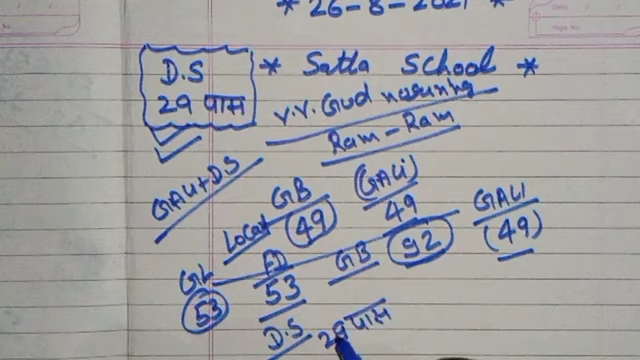 * 26-8-2021 *
D.S * Satta School *
29 पास v.v. Gud naruning
Ram-Ram
GALI+DS
GB (GALI)
Local 49 49 GALI
GL FD GB 92 (49)
53 53
D.S 29 पास